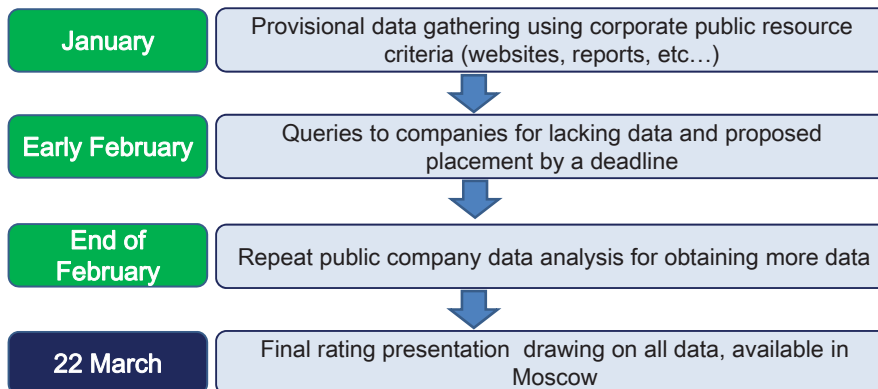 January
Provisional data gathering using corporate public resource
criteria (websites, reports, etc…)
Early February
Queries to companies for lacking data and proposed
placement by a deadline
End of
February
Repeat public company data analysis for obtaining more data
22 March
Final rating presentation  drawing on all data, available in
Moscow